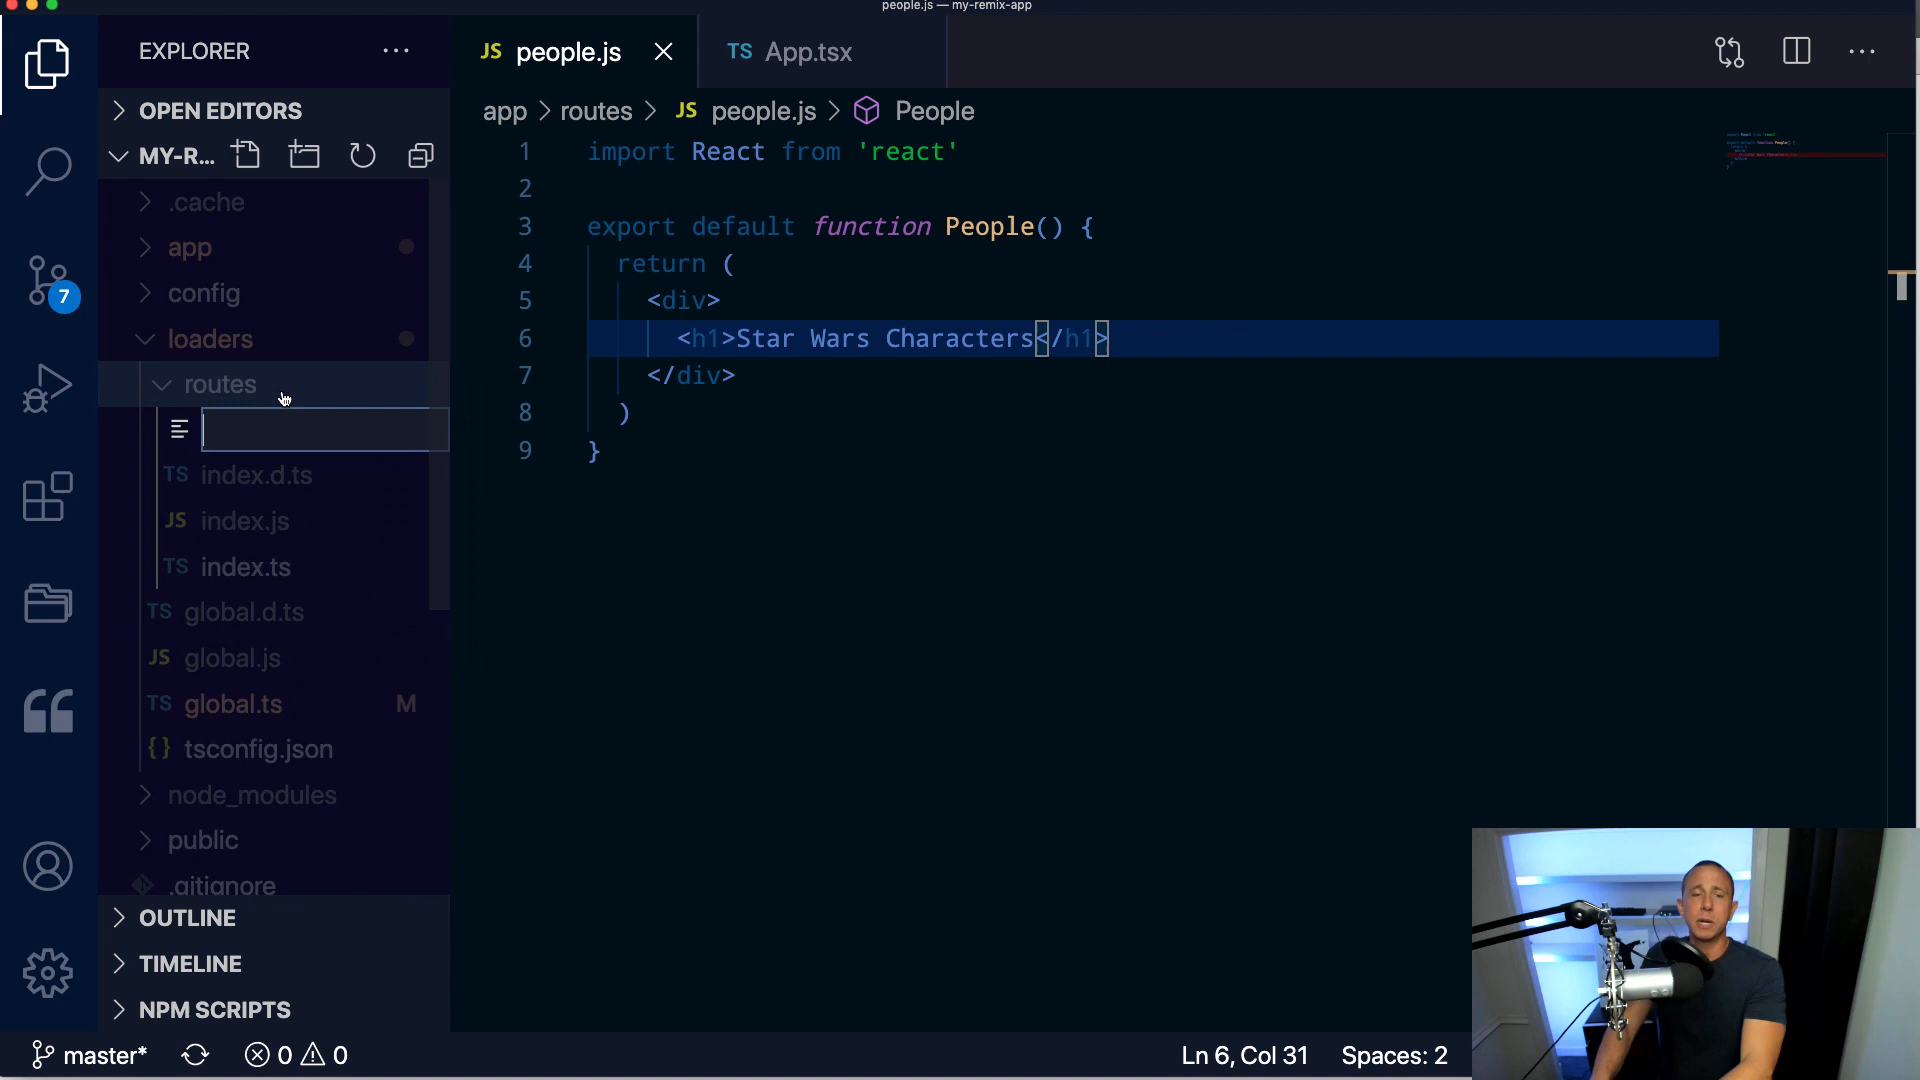 people.js — my-remix-app
EXPLORER
JS people.js
TS App.tsx
OPEN EDITORS
MY-R...
app > routes > JS people.js > People
.cache
app
config
loaders
routes
TS index.d.ts
JS index.js
TS index.ts
TS global.d.ts
JS global.js
TS global.ts M
{} tsconfig.json
node_modules
public
.gitignore
OUTLINE
TIMELINE
NPM SCRIPTS
7
1 import React from 'react'
2
3 export default function People() {
4 return (
5 <div>
6 <h1>Star Wars Characters</h1>
7 </div>
8 )
9 }
master*
0 0
Ln 6, Col 31
Spaces: 2